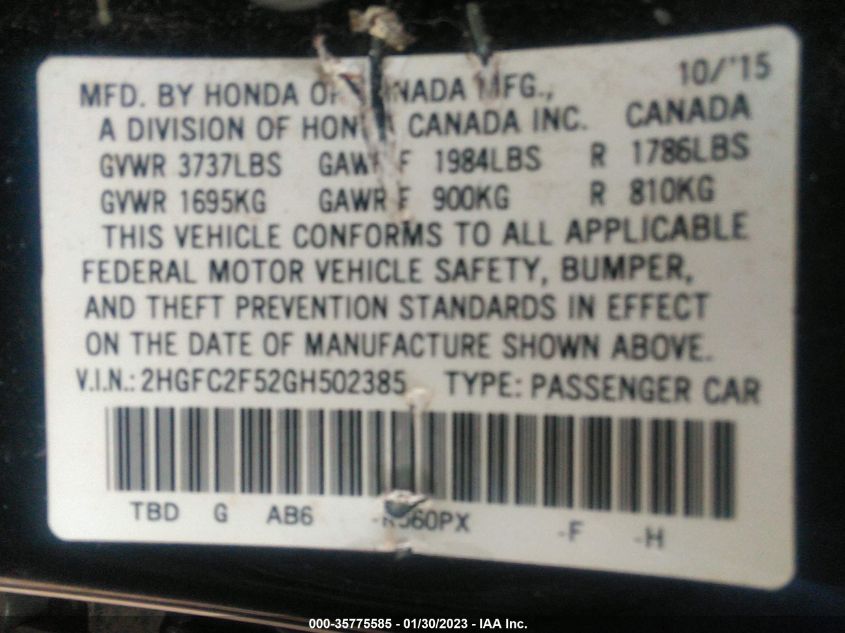 10/'15
MFD. BY HONDA OF CANADA MFG.,
A DIVISION OF HONDA CANADA INC. CANADA
GVWR 3737LBS GAWR F 1984LBS R 1786LBS
GVWR 1695KG GAWR F 900KG R 810KG
THIS VEHICLE CONFORMS TO ALL APPLICABLE
FEDERAL MOTOR VEHICLE SAFETY, BUMPER,
AND THEFT PREVENTION STANDARDS IN EFFECT
ON THE DATE OF MANUFACTURE SHOWN ABOVE.
V.I.N.: 2HGFC2F52GH502385 TYPE: PASSENGER CAR
TBD G AB6 -F -H
000-35775585 - 01/30/2023 - IAA Inc.